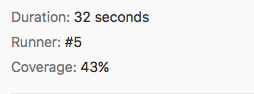 Duration: 32 seconds
Runner: #5
Coverage: 43%